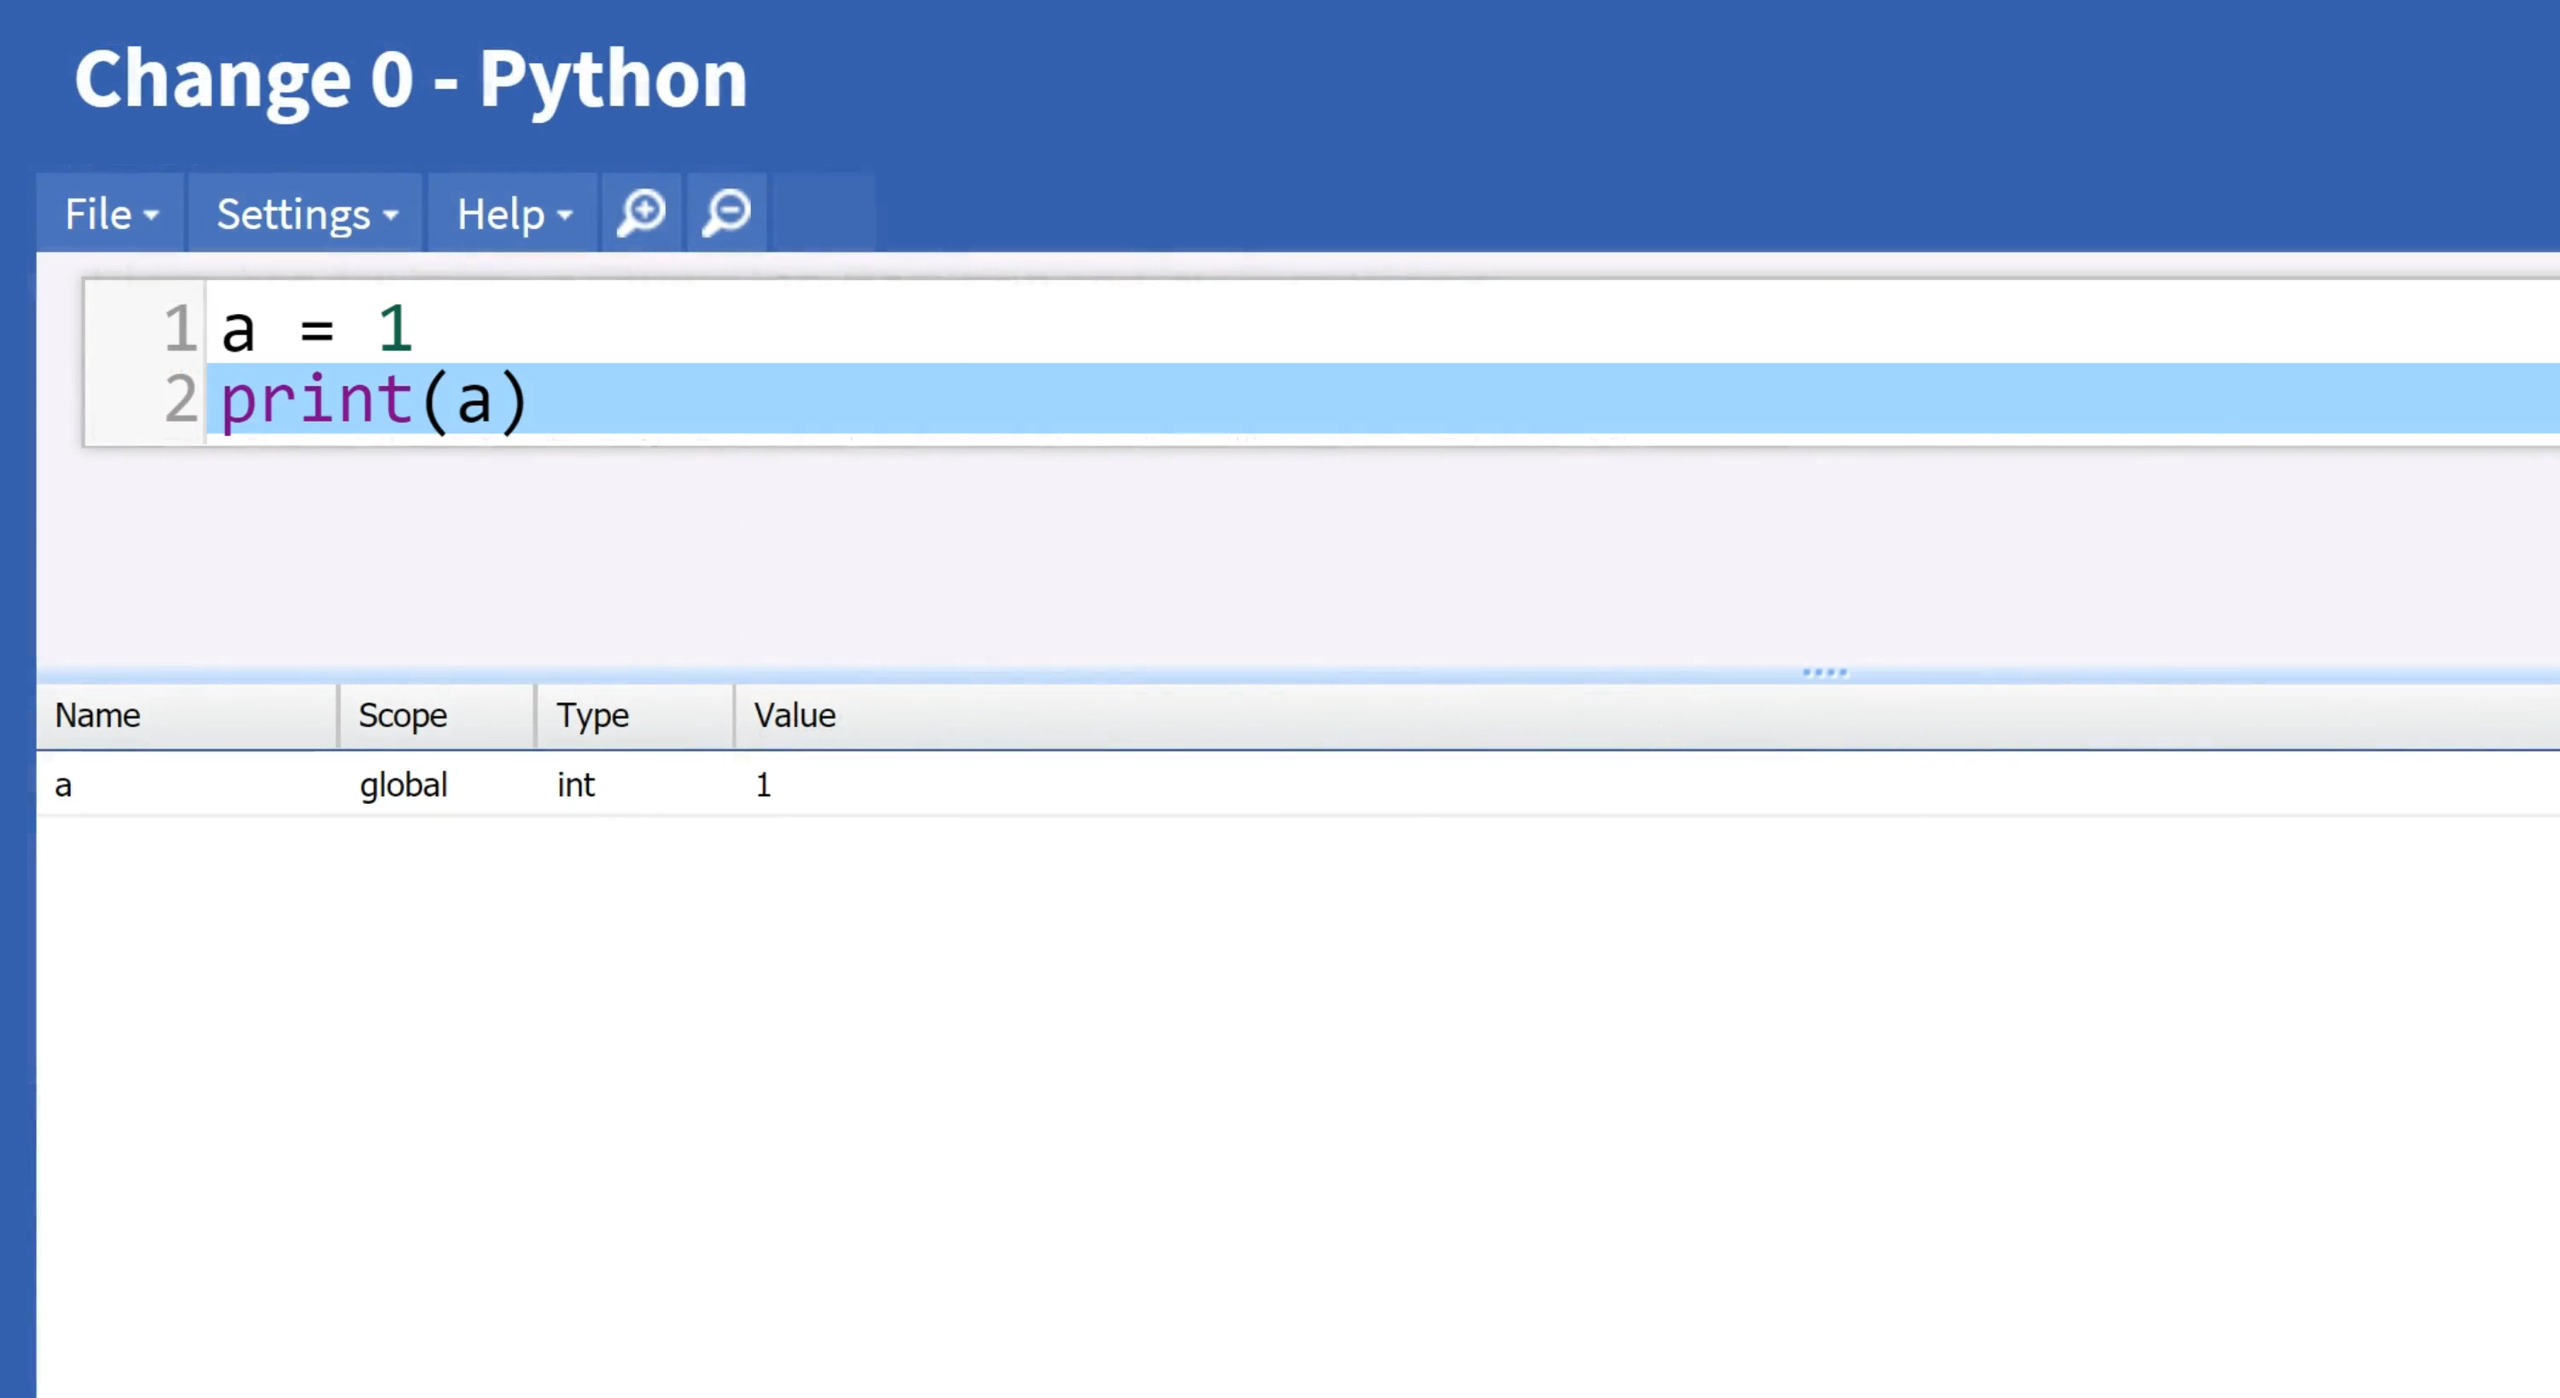 Change 0 - Python
File Settings Help
1 a = 1
2 print(a)
Name Scope Type Value
a global int 1